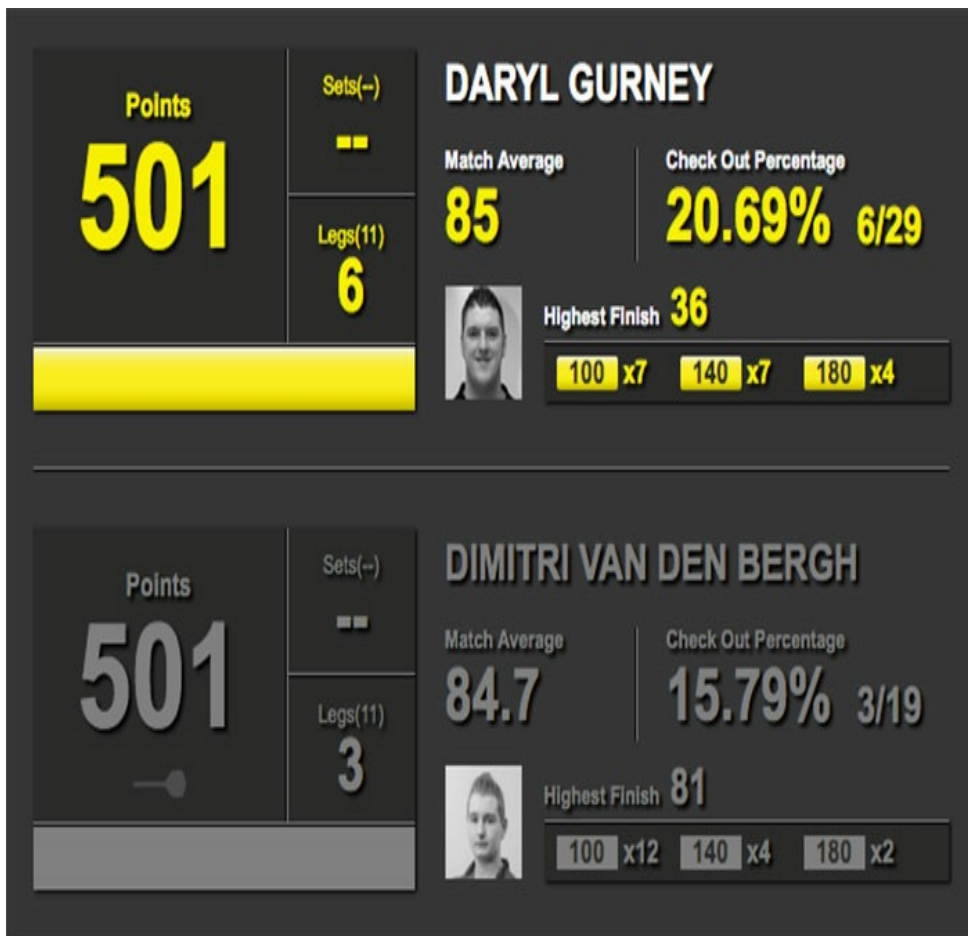 Points
501
Sets(--)
--
Legs(11)
6
DARYL GURNEY
Match Average
85
Check Out Percentage
20.69% 6/29
Highest Finish 36
100 x7 140 x7 180 x4
Points
501
Sets(--)
--
Legs(11)
3
DIMITRI VAN DEN BERGH
Match Average
84.7
Check Out Percentage
15.79% 3/19
Highest Finish 81
100 x12 140 x4 180 x2